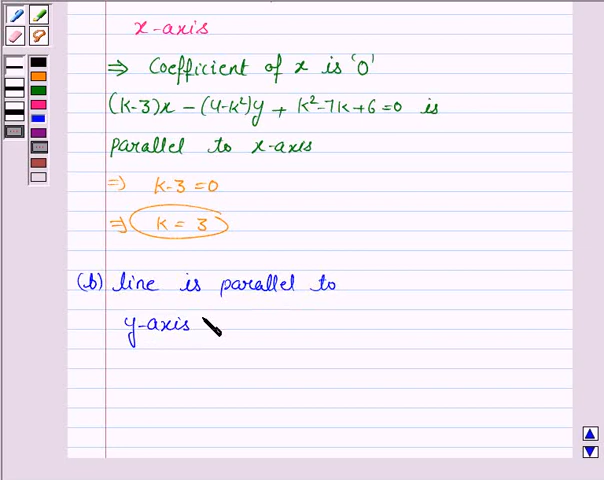 x-axis
⇒ Coefficient of x is '0'
(k-3)x - (4-k²)y + k²-7k+6=0 is
parallel to x-axis
⇒ k-3=0
⇒ k = 3
(b) line is parallel to
y-axis